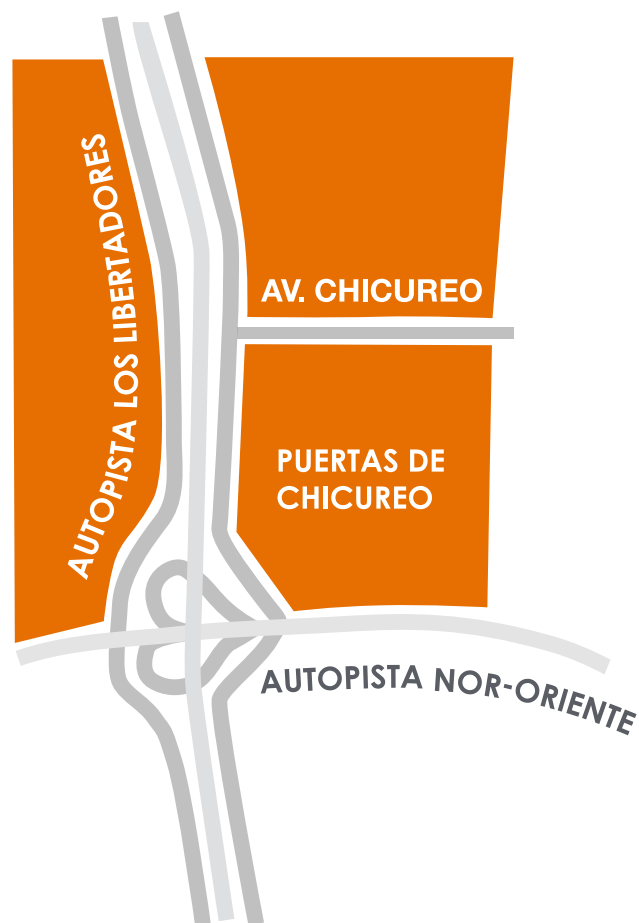 AUTOPISTA LOS LIBERTADORES
AV. CHICUREO
PUERTAS DE
CHICUREO
AUTOPISTA NOR-ORIENTE